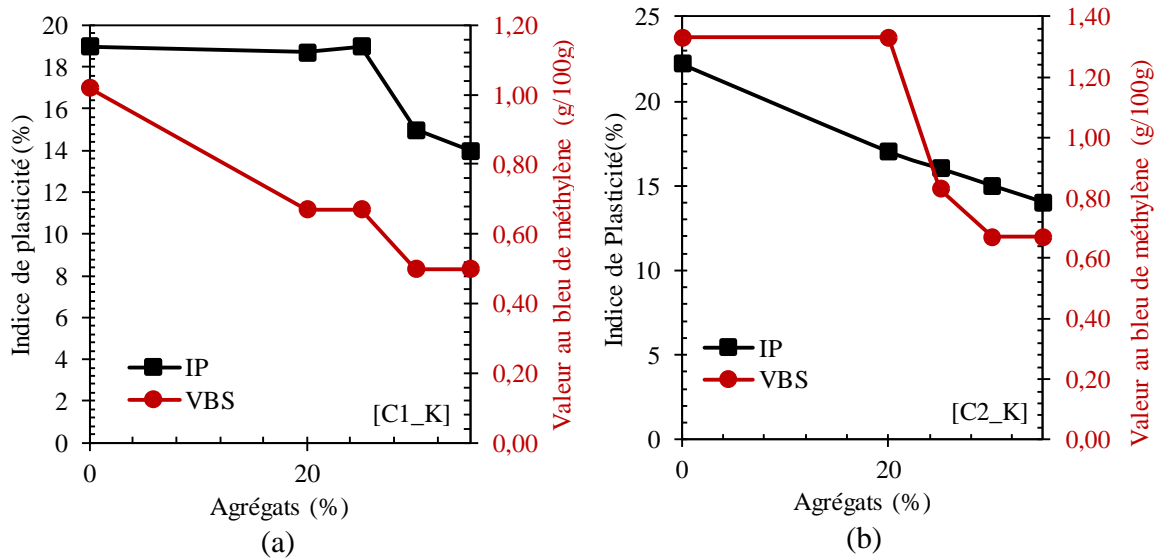 20
18
16
14
12
10
8
6
4
2
0
Indice de plasticité (%)
1,20
1,00
0,80
0,60
0,40
0,20
0,00
Valeur au bleu de méthylène (g/100g)
IP
VBS
[C1_K]
0
20
Agrégats (%)
(a)
25
20
15
10
5
0
Indice de Plasticité(%)
1,40
1,20
1,00
0,80
0,60
0,40
0,20
0,00
Valeur au bleu de méthylène (g/100g)
IP
VBS
[C2_K]
0
20
Agrégats (%)
(b)